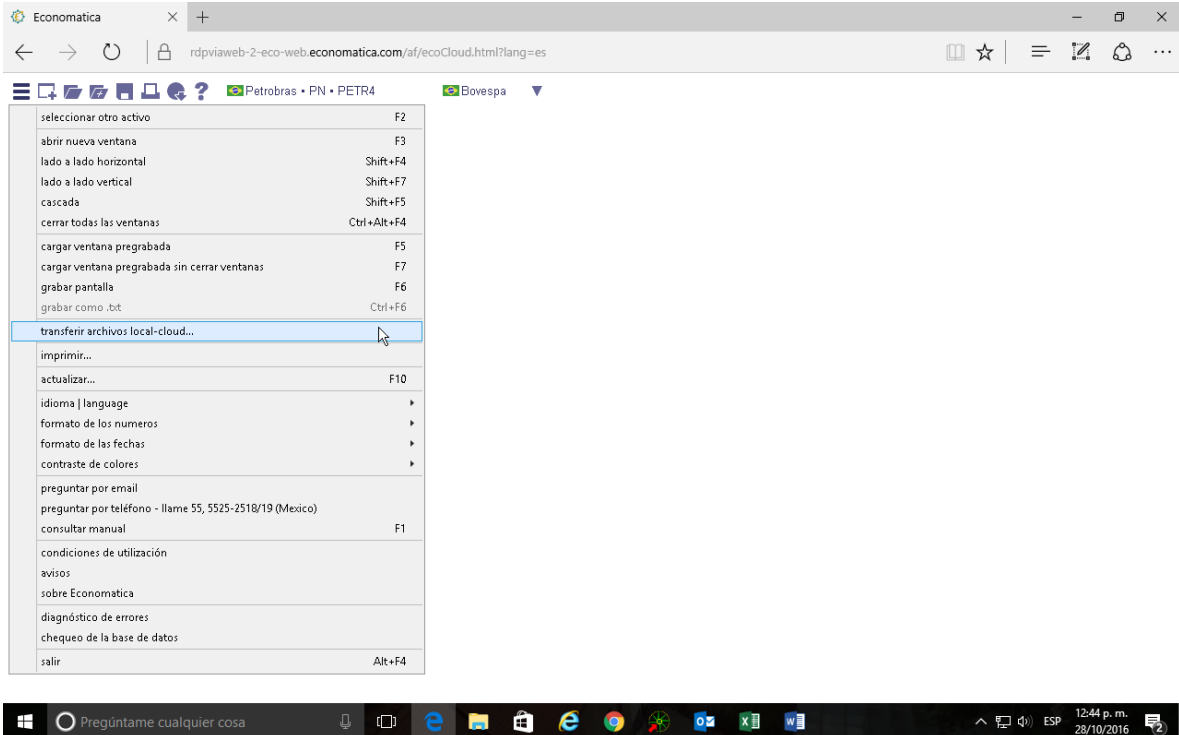 Economatica
rdpviaweb-2-eco-web.economatica.com/af/ecoCloud.html?lang=es
Petrobras • PN • PETR4 Bovespa
seleccionar otro activo F2
abrir nueva ventana F3
lado a lado horizontal Shift+F4
lado a lado vertical Shift+F7
cascada Shift+F5
cerrar todas las ventanas Ctrl+Alt+F4
cargar ventana pregrabada F5
cargar ventana pregrabada sin cerrar ventanas F7
grabar pantalla F6
grabar como .txt Ctrl+F6
transferir archivos local-cloud...
imprimir...
actualizar... F10
idioma | language
formato de los numeros
formato de las fechas
contraste de colores
preguntar por email
preguntar por teléfono - llame 55, 5525-2518/19 (Mexico)
consultar manual F1
condiciones de utilización
avisos
sobre Economatica
diagnóstico de errores
chequeo de la base de datos
salir Alt+F4
Pregúntame cualquier cosa
ESP
12:44 p. m.
28/10/2016
2